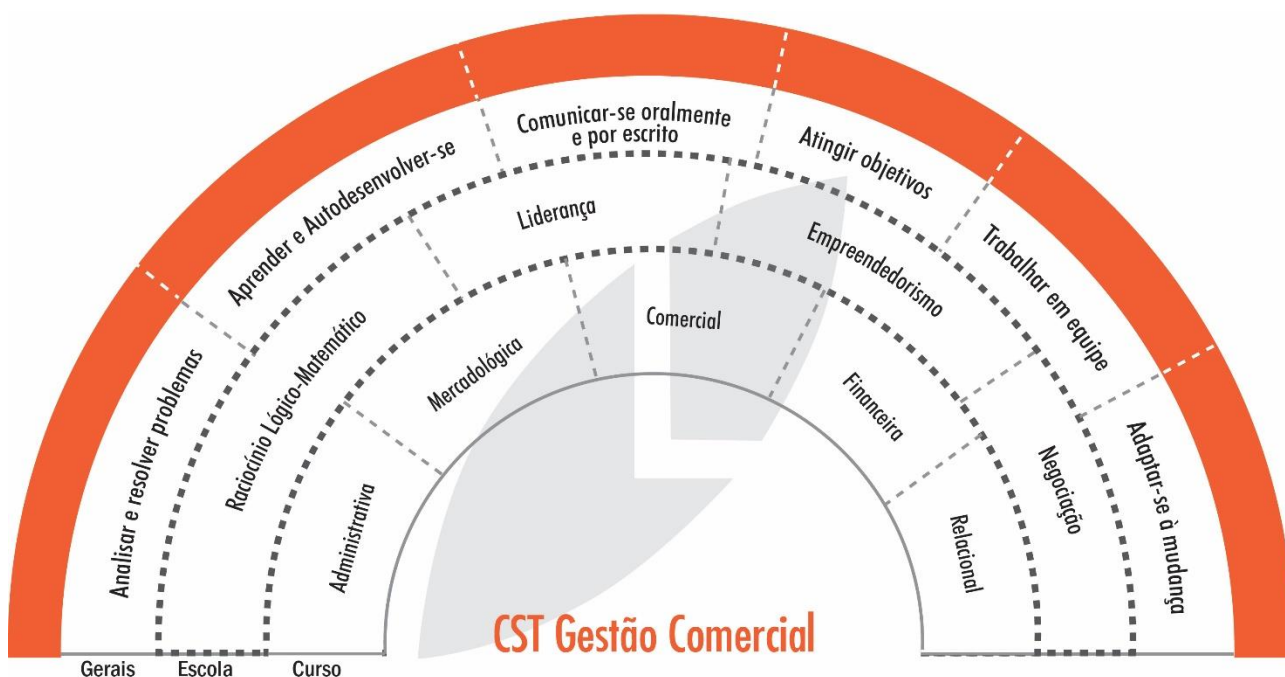 Analisar e resolver problemas
Aprender e Autodesenvolver-se
Comunicar-se oralmente
e por escrito
Atingir objetivos
Trabalhar em equipe
Adaptar-se à mudança
Raciocínio Lógico-Matemático
Liderança
Empreendedorismo
Negociação
Administrativa
Mercadológica
Comercial
Financeira
Relacional
CST Gestão Comercial
Gerais
Escola
Curso